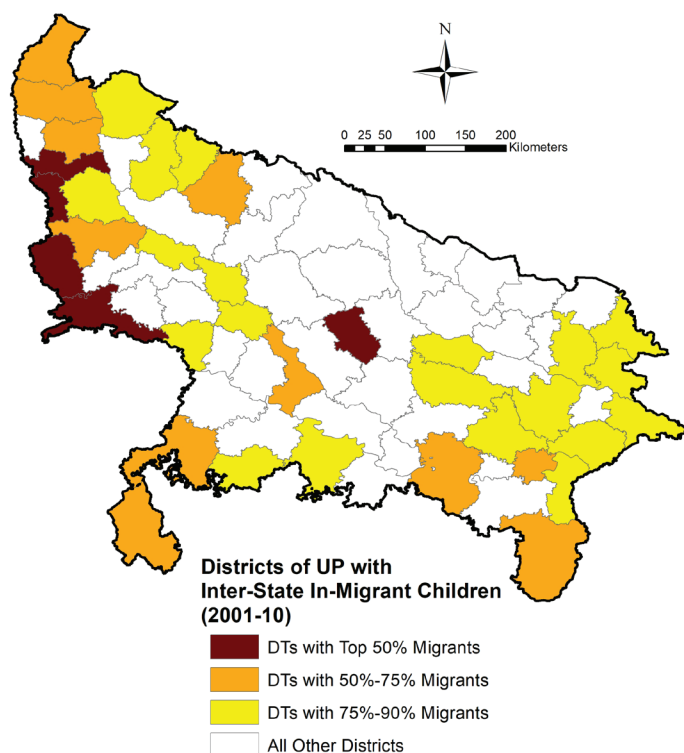 N
0 25 50 100 150 200
Kilometers
Districts of UP with
Inter-State In-Migrant Children
(2001-10)
DTs with Top 50% Migrants
DTs with 50%-75% Migrants
DTs with 75%-90% Migrants
All Other Districts